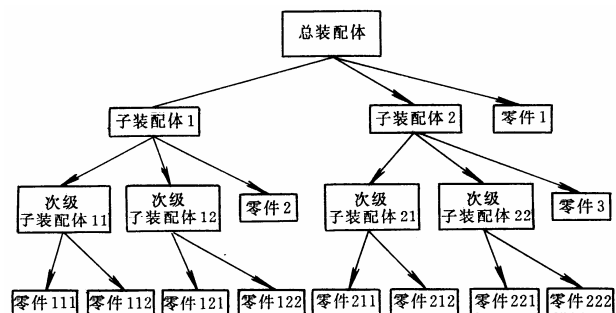 总装配体
子装配体1
子装配体2
零件1
次级
子装配体11
次级
子装配体12
零件2
次级
子装配体21
次级
子装配体22
零件3
零件111
零件112
零件121
零件122
零件211
零件212
零件221
零件222